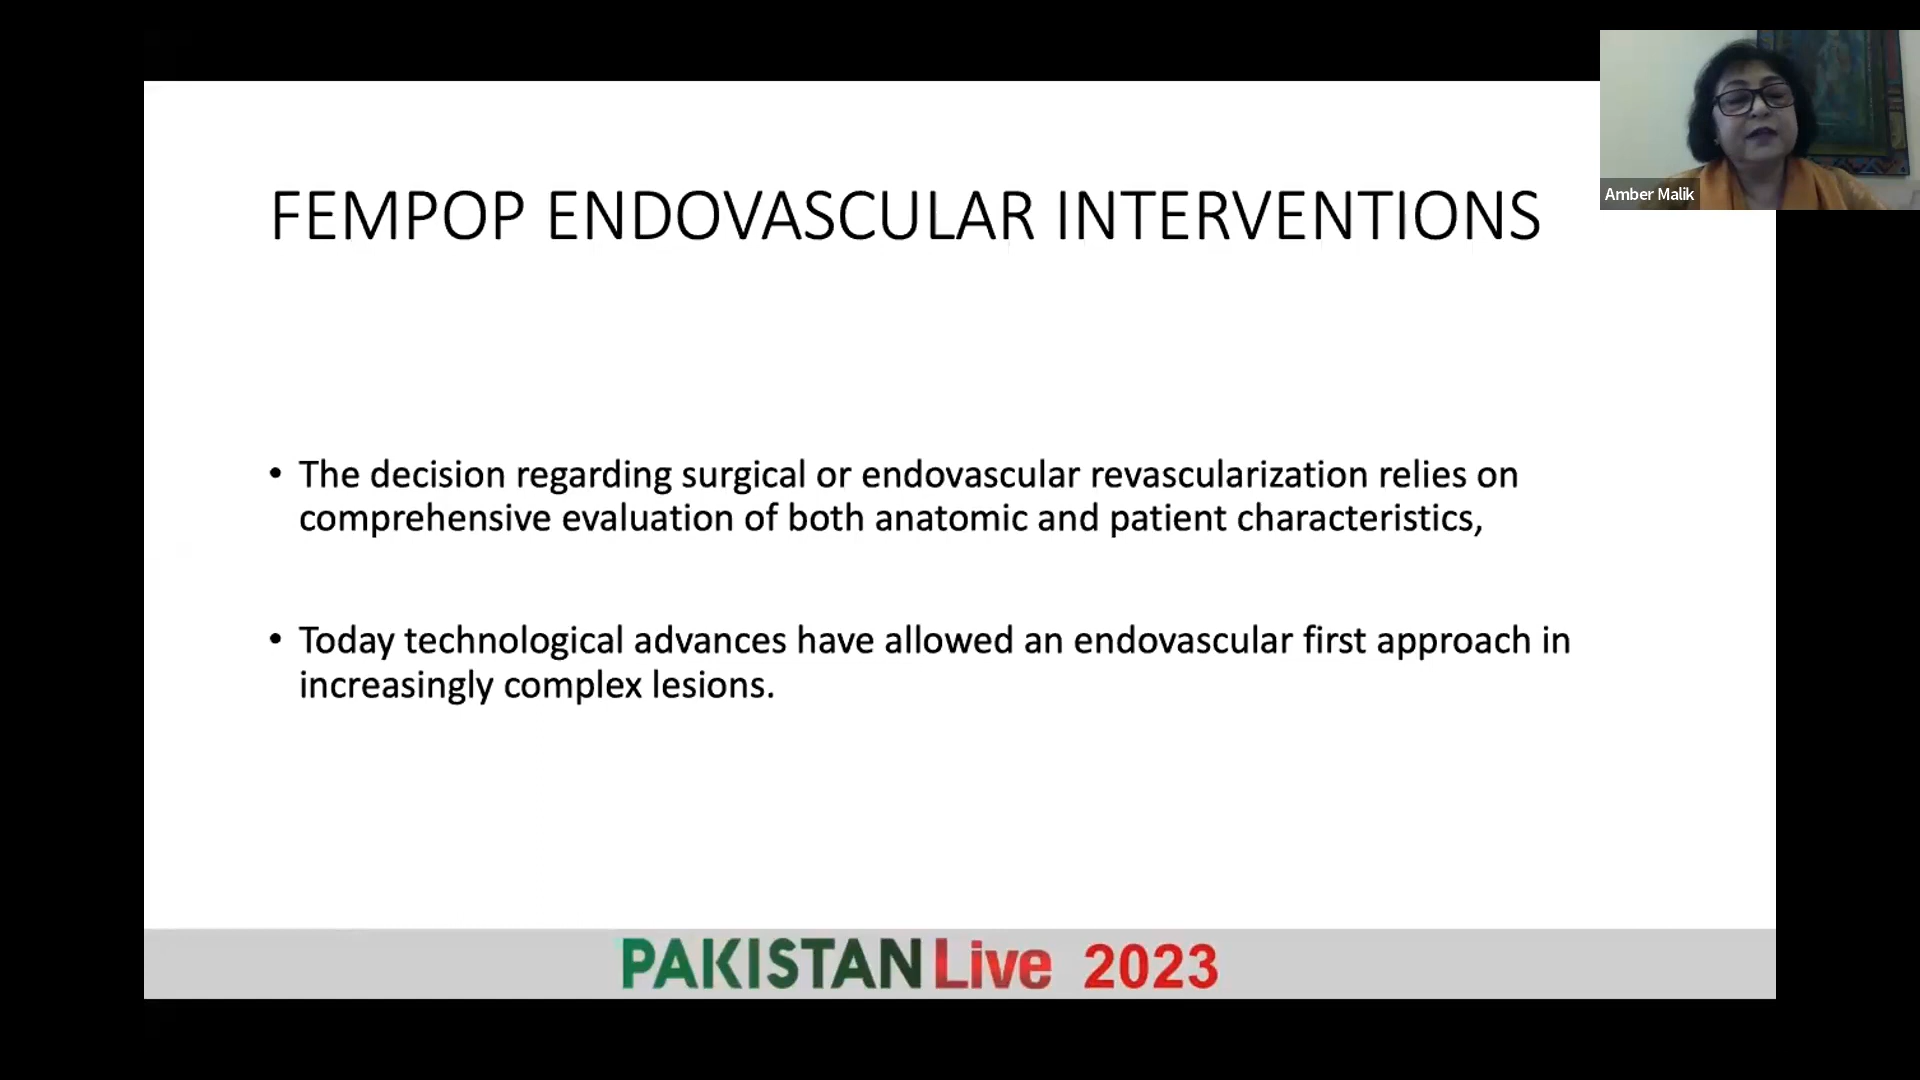 Amber Malik
FEMPOP ENDOVASCULAR INTERVENTIONS
• The decision regarding surgical or endovascular revascularization relies on
comprehensive evaluation of both anatomic and patient characteristics,
• Today technological advances have allowed an endovascular first approach in
increasingly complex lesions.
PAKISTAN Live 2023